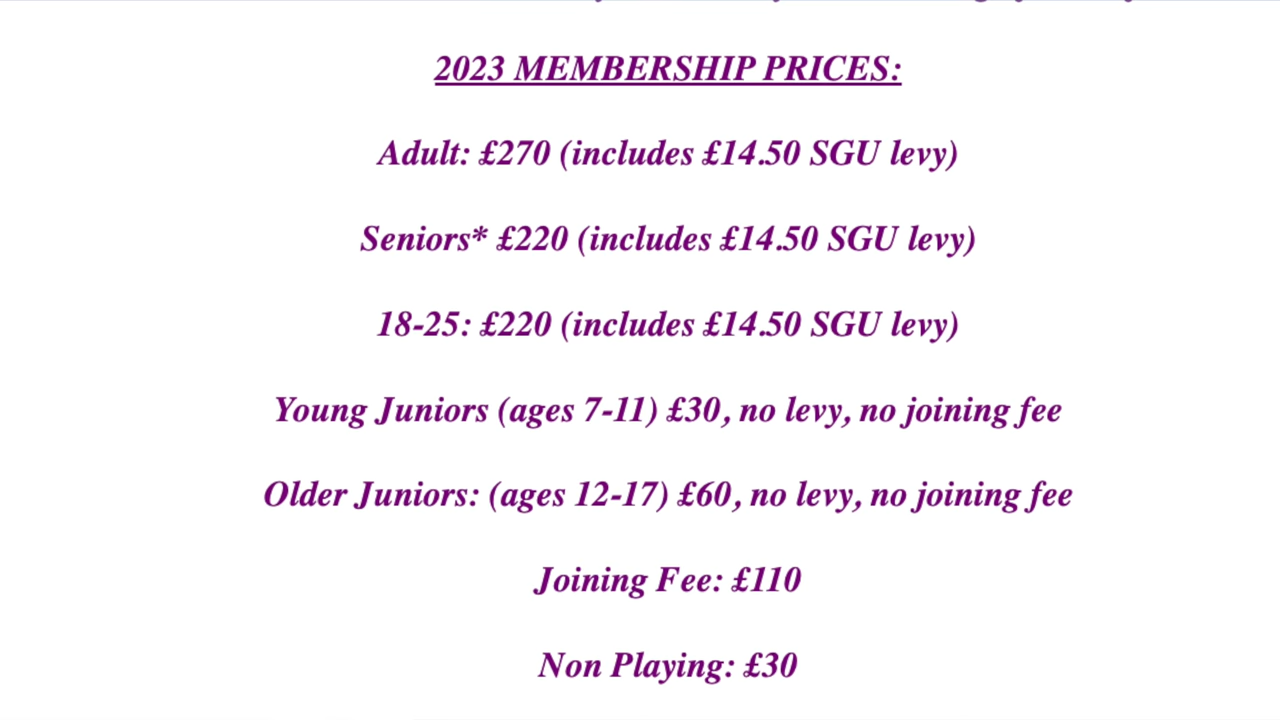 2023 MEMBERSHIP PRICES:
Adult: £270 (includes £14.50 SGU levy)
Seniors* £220 (includes £14.50 SGU levy)
18-25: £220 (includes £14.50 SGU levy)
Young Juniors (ages 7-11) £30, no levy, no joining fee
Older Juniors: (ages 12-17) £60, no levy, no joining fee
Joining Fee: £110
Non Playing: £30